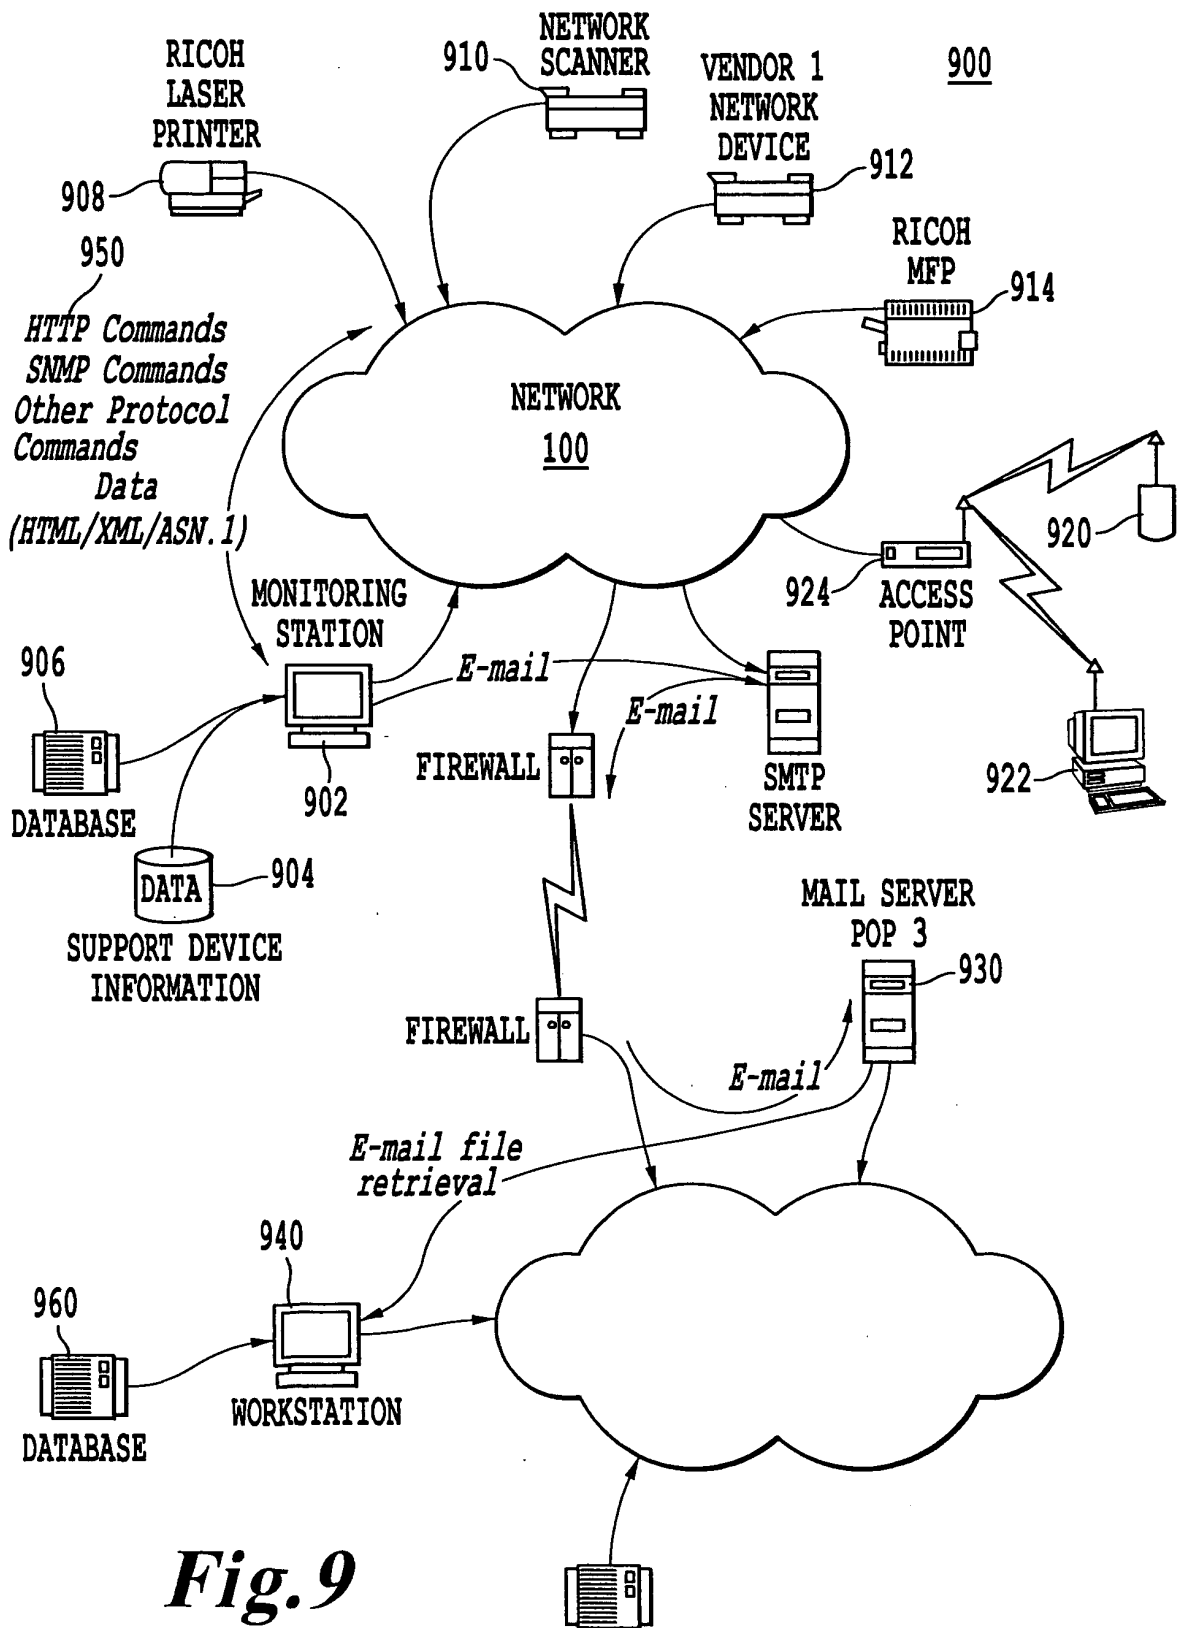 900
RICOH
LASER
PRINTER
908
910
NETWORK
SCANNER
VENDOR 1
NETWORK
DEVICE
912
RICOH
MFP
914
950
HTTP Commands
SNMP Commands
Other Protocol
Commands
Data
(HTML/XML/ASN.1)
NETWORK
100
920
924
ACCESS
POINT
922
MONITORING
STATION
902
906
DATABASE
DATA
904
SUPPORT DEVICE
INFORMATION
E-mail
E-mail
FIREWALL
SMTP
SERVER
MAIL SERVER
POP 3
930
FIREWALL
E-mail
E-mail file
retrieval
940
WORKSTATION
960
DATABASE
Fig.9